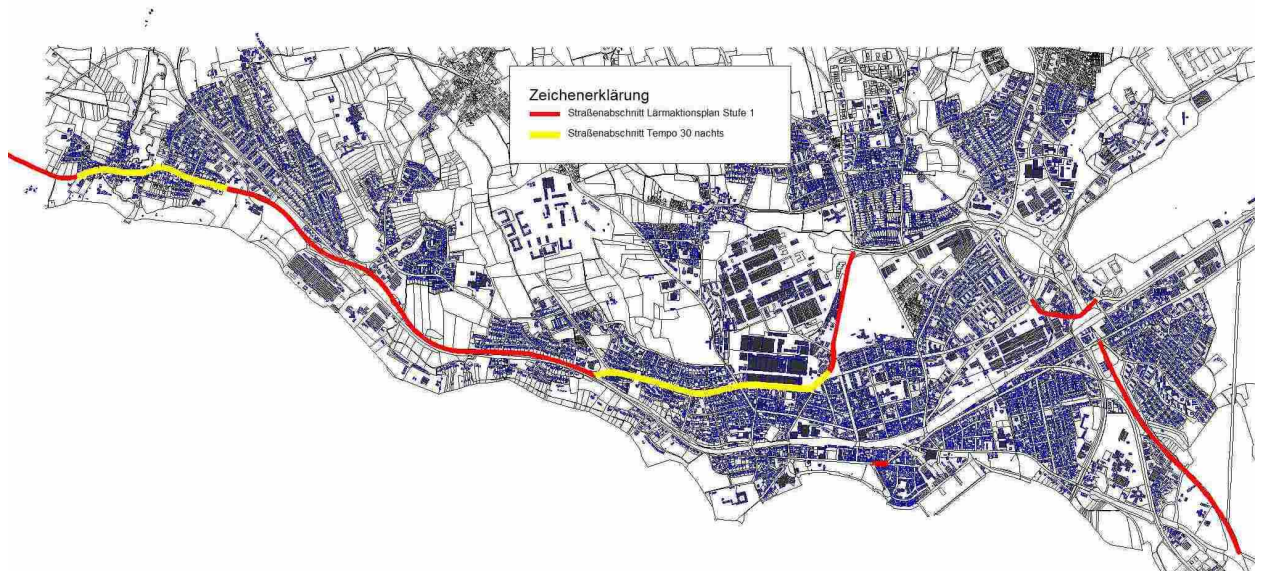 Zeichenerklärung
Straßenabschnitt Lärmaktionsplan Stufe 1
Straßenabschnitt Tempo 30 nachts